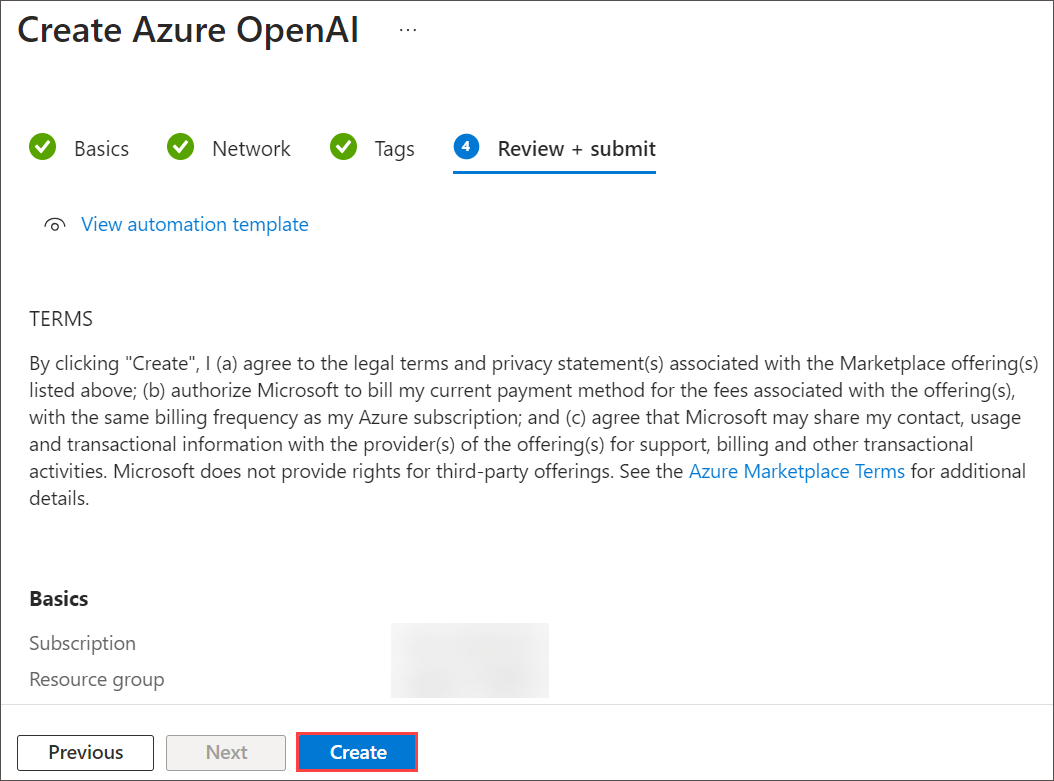 Create Azure OpenAI ...
Basics Network Tags 4 Review + submit
View automation template
TERMS
By clicking "Create", I (a) agree to the legal terms and privacy statement(s) associated with the Marketplace offering(s)
listed above; (b) authorize Microsoft to bill my current payment method for the fees associated with the offering(s),
with the same billing frequency as my Azure subscription; and (c) agree that Microsoft may share my contact, usage
and transactional information with the provider(s) of the offering(s) for support, billing and other transactional
activities. Microsoft does not provide rights for third-party offerings. See the Azure Marketplace Terms for additional
details.
Basics
Subscription
Resource group
Previous Next Create